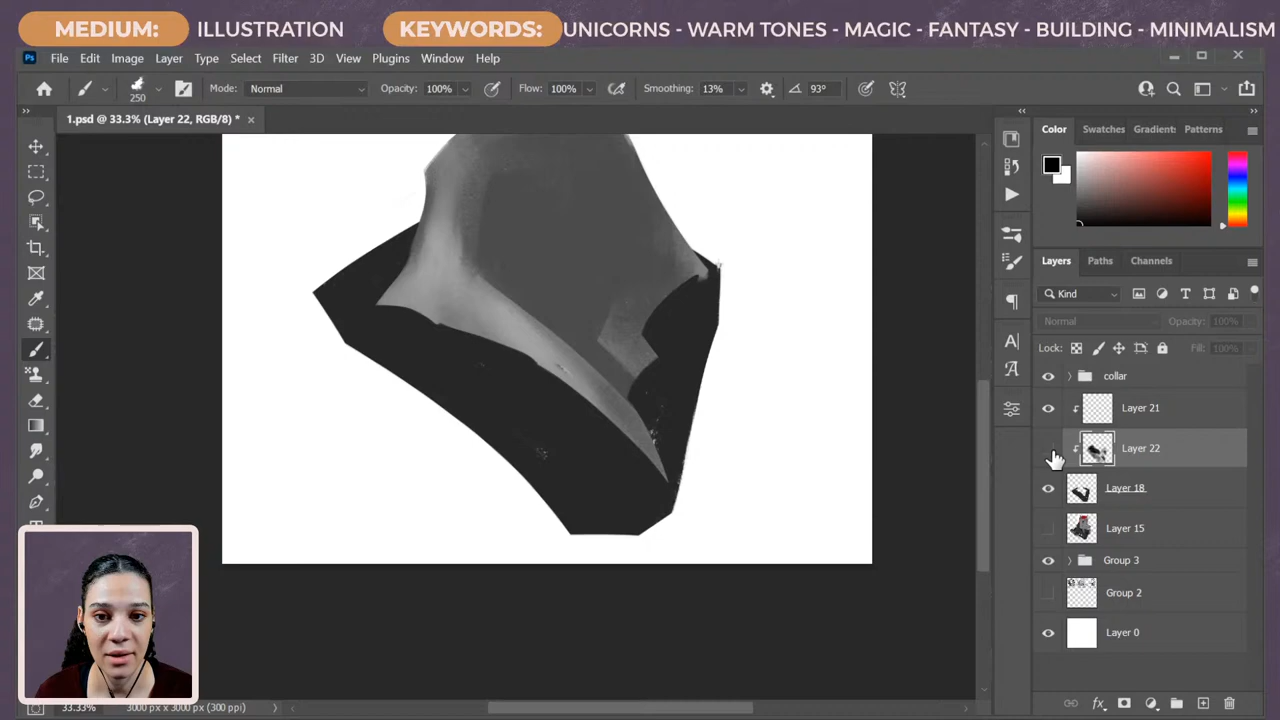 MEDIUM: ILLUSTRATION KEYWORDS: UNICORNS - WARM TONES - MAGIC - FANTASY - BUILDING - MINIMALISM
Ps File Edit Image Layer Type Select Filter 3D View Plugins Window Help
250 Mode: Normal Opacity: 100% Flow: 100% Smoothing: 13% 93°
1.psd @ 33.3% (Layer 22, RGB/8) *
Color Swatches Gradient: Patterns
Layers Paths Channels
Kind
Normal Opacity: 100%
Lock: Fill: 100%
collar
Layer 21
Layer 22
Layer 18
Layer 15
Group 3
Group 2
Layer 0
33.33% 3000 px x 3000 px (300 ppi)